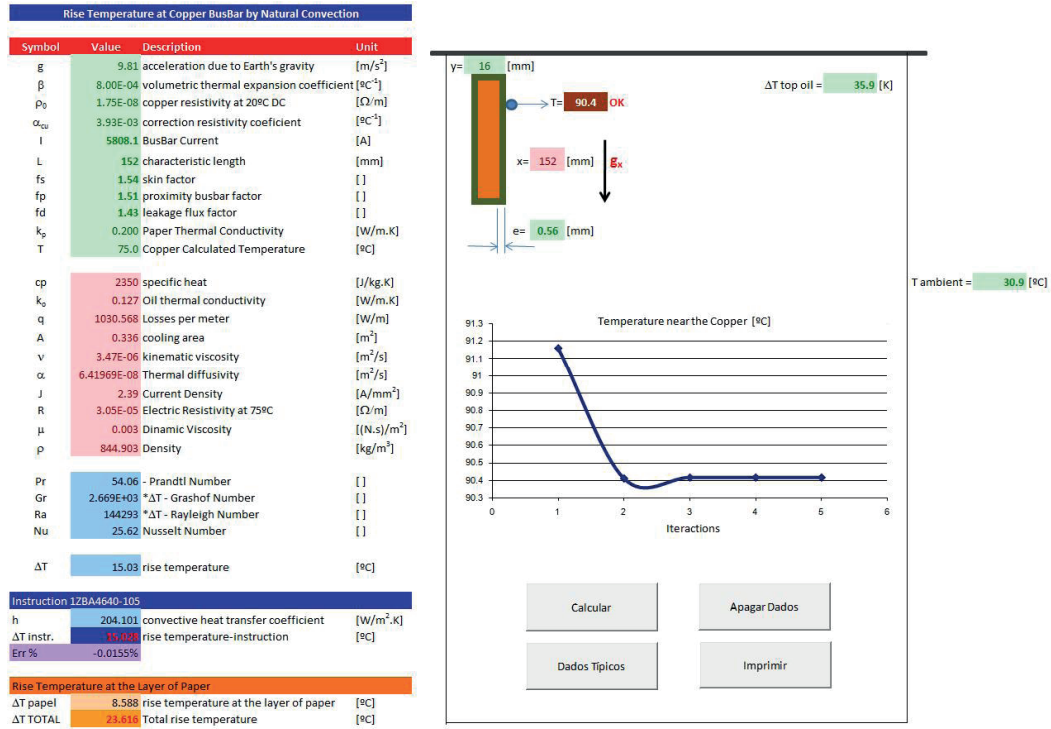 Rise Temperature at Copper BusBar by Natural Convection
Symbol Value Description Unit
g 9.81 acceleration due to Earth's gravity [m/s²]
β 8.00E-04 volumetric thermal expansion coefficient [ºC⁻¹]
ρ₀ 1.75E-08 copper resistivity at 20ºC DC [Ω/m]
α_cu 3.93E-03 correction resistivity coeficient [ºC⁻¹]
I 5808.1 BusBar Current [A]
L 152 characteristic length [mm]
fs 1.54 skin factor [ ]
fp 1.51 proximity busbar factor [ ]
fd 1.43 leakage flux factor [ ]
kₚ 0.200 Paper Thermal Conductivity [W/m.K]
T 75.0 Copper Calculated Temperature [ºC]
cp 2350 specific heat [J/kg.K]
kₒ 0.127 Oil thermal conductivity [W/m.K]
q 1030.568 Losses per meter [W/m]
A 0.336 cooling area [m²]
ν 3.47E-06 kinematic viscosity [m²/s]
α 6.41969E-08 Thermal diffusivity [m²/s]
J 2.39 Current Density [A/mm²]
R 3.05E-05 Electric Resistivity at 75ºC [Ω/m]
μ 0.003 Dinamic Viscosity [(N.s)/m²]
ρ 844.903 Density [kg/m³]
Pr 54.06 - Prandtl Number [ ]
Gr 2.669E+03 *ΔT - Grashof Number [ ]
Ra 144293 *ΔT - Rayleigh Number [ ]
Nu 25.62 Nusselt Number [ ]
ΔT 15.03 rise temperature [ºC]
Instruction 1ZBA4640-105
h 204.101 convective heat transfer coefficient [W/m².K]
ΔT instr. 15.028 rise temperature-instruction [ºC]
Err % -0.0155%
Rise Temperature at the Layer of Paper
ΔT papel 8.588 rise temperature at the layer of paper [ºC]
ΔT TOTAL 23.616 Total rise temperature [ºC]
y= 16 [mm]
ΔT top oil = 35.9 [K]
T= 90.4 OK
x= 152 [mm] gₓ
e= 0.56 [mm]
T ambient = 30.9 [ºC]
Temperature near the Copper [ºC]
91.3
91.2
91.1
91
90.9
90.8
90.7
90.6
90.5
90.4
90.3
0 1 2 3 4 5 6
Iteractions
Calcular Apagar Dados
Dados Típicos Imprimir